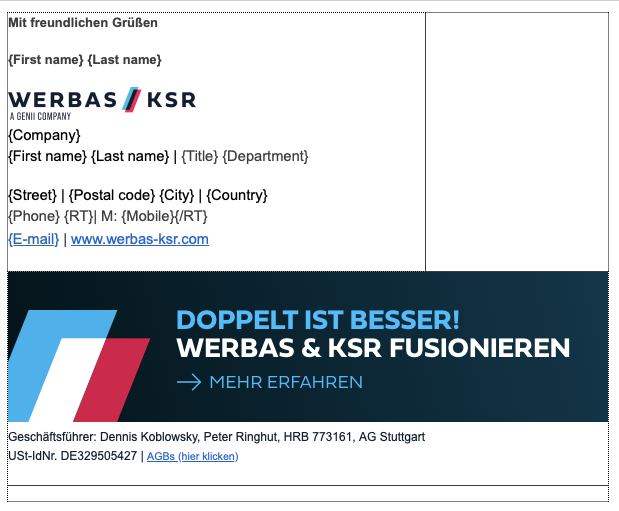 Mit freundlichen Grüßen
{First name} {Last name}
WERBAS // KSR
A GENII COMPANY
{Company}
{First name} {Last name} | {Title} {Department}
{Street} | {Postal code} {City} | {Country}
{Phone} {RT}| M: {Mobile}{/RT}
{E-mail} | www.werbas-ksr.com
DOPPELT IST BESSER!
WERBAS & KSR FUSIONIEREN
→ MEHR ERFAHREN
Geschäftsführer: Dennis Koblowsky, Peter Ringhut, HRB 773161, AG Stuttgart
USt-IdNr. DE329505427 | AGBs (hier klicken)